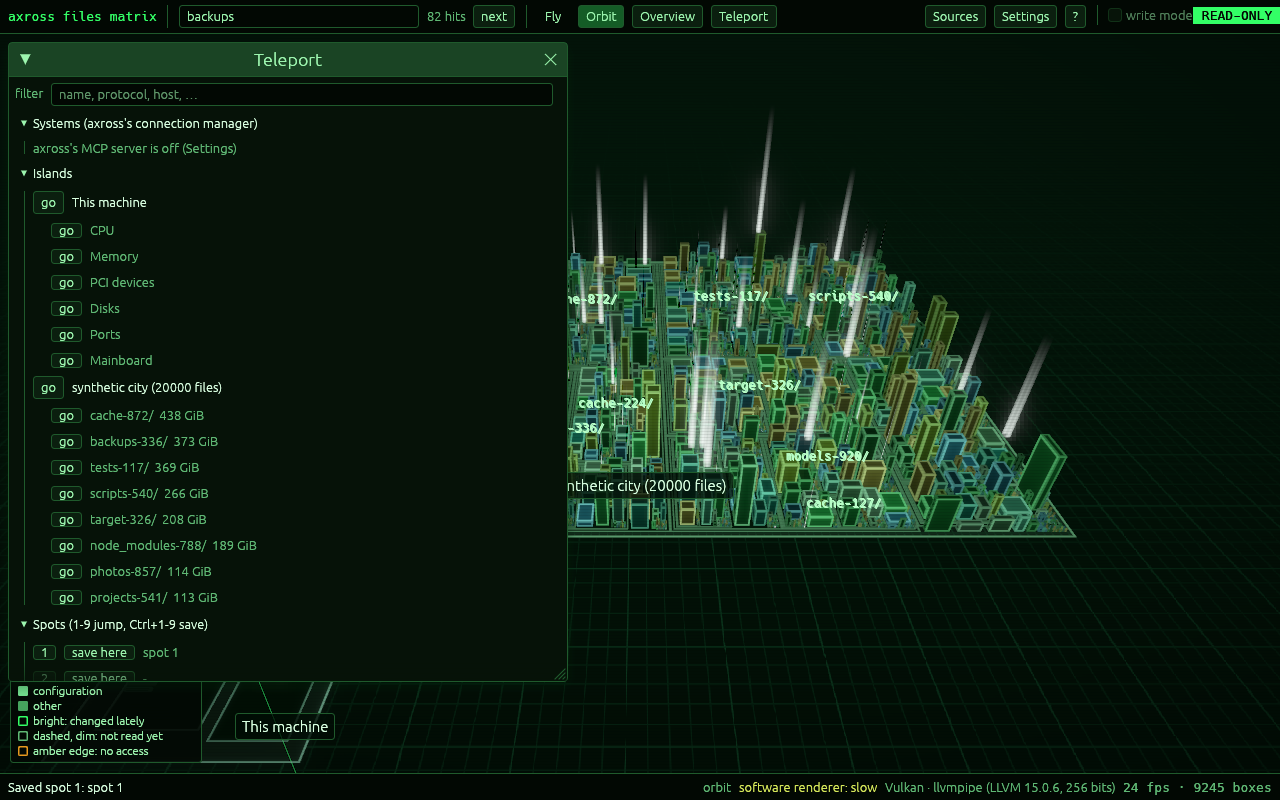 axross files matrix backups 82 hits next Fly Orbit Overview Teleport Sources Settings ? write mode READ-ONLY
▼ Teleport
filter name, protocol, host, ...
▼ Systems (axross's connection manager)
axross's MCP server is off (Settings)
▼ Islands
go This machine
go CPU
go Memory
go PCI devices
go Disks
go Ports
go Mainboard
go synthetic city (20000 files)
go cache-872/ 438 GiB
go backups-336/ 373 GiB
go tests-117/ 369 GiB
go scripts-540/ 266 GiB
go target-326/ 208 GiB
go node_modules-788/ 189 GiB
go photos-857/ 114 GiB
go projects-541/ 113 GiB
▼ Spots (1-9 jump, Ctrl+1-9 save)
1 save here spot 1
2 save here -
he-872/
tests-117/
scripts-540/
target-326/
cache-224/
-336/
models-920/
nthetic city (20000 files)
cache-127/
configuration
other
bright: changed lately
dashed, dim: not read yet
amber edge: no access
This machine
Saved spot 1: spot 1
orbit software renderer: slow Vulkan · llvmpipe (LLVM 15.0.6, 256 bits) 24 fps · 9245 boxes